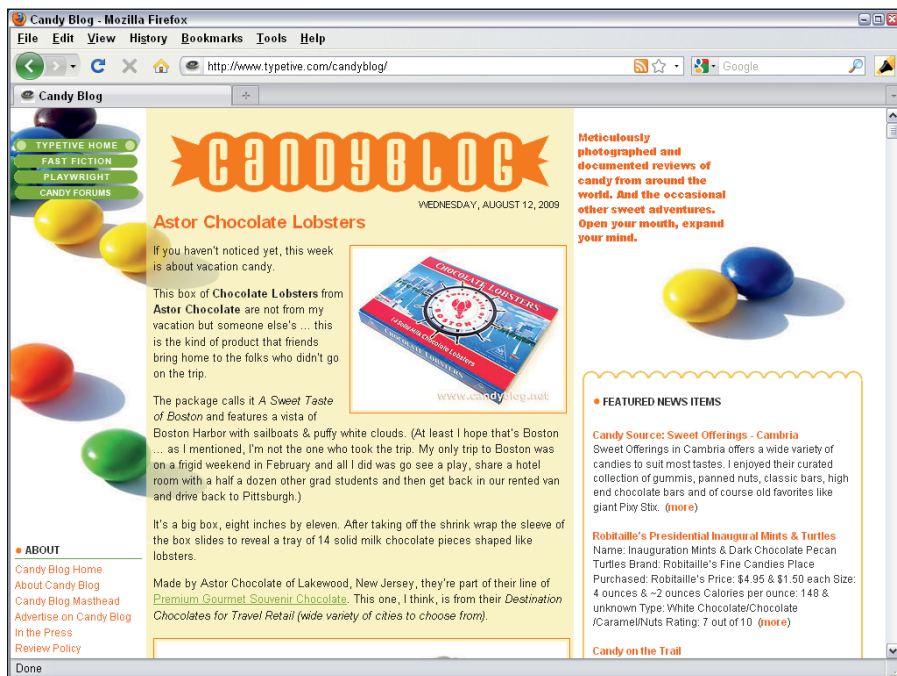 Candy Blog - Mozilla Firefox
File Edit View History Bookmarks Tools Help
http://www.typetive.com/candyblog/
Google
Candy Blog
TYPETIVE HOME
FAST FICTION
PLAYWRIGHT
CANDY FORUMS
ABOUT
Candy Blog Home
About Candy Blog
Candy Blog Masthead
Advertise on Candy Blog
In the Press
Review Policy
CANDYBLOG
WEDNESDAY, AUGUST 12, 2009
Astor Chocolate Lobsters
If you haven't noticed yet, this week
is about vacation candy.
This box of Chocolate Lobsters from
Astor Chocolate are not from my
vacation but someone else's ... this
is the kind of product that friends
bring home to the folks who didn't go
on the trip.
CHOCOLATE LOBSTERS
BOSTON
14 Solid Milk Chocolate Lobsters
CHOCOLATE LOBSTERS
www.candyblog.net
The package calls it A Sweet Taste
of Boston and features a vista of
Boston Harbor with sailboats & puffy white clouds. (At least I hope that's Boston
... as I mentioned, I'm not the one who took the trip. My only trip to Boston was
on a frigid weekend in February and all I did was go see a play, share a hotel
room with a half a dozen other grad students and then get back in our rented van
and drive back to Pittsburgh.)
It's a big box, eight inches by eleven. After taking off the shrink wrap the sleeve of
the box slides to reveal a tray of 14 solid milk chocolate pieces shaped like
lobsters.
Made by Astor Chocolate of Lakewood, New Jersey, they're part of their line of
Premium Gourmet Souvenir Chocolate. This one, I think, is from their Destination
Chocolates for Travel Retail (wide variety of cities to choose from).
Meticulously
photographed and
documented reviews of
candy from around the
world. And the occasional
other sweet adventures.
Open your mouth, expand
your mind.
FEATURED NEWS ITEMS
Candy Source: Sweet Offerings - Cambria
Sweet Offerings in Cambria offers a wide variety of
candies to suit most tastes. I enjoyed their curated
collection of gummis, panned nuts, classic bars, high
end chocolate bars and of course old favorites like
giant Pixy Stix. (more)
Robitaille's Presidential Inaugural Mints & Turtles
Name: Inauguration Mints & Dark Chocolate Pecan
Turtles Brand: Robitaille's Fine Candies Place
Purchased: Robitaille's Price: $4.95 & $1.50 each Size:
4 ounces & ~2 ounces Calories per ounce: 148 &
unknown Type: White Chocolate/Chocolate
/Caramel/Nuts Rating: 7 out of 10 (more)
Candy on the Trail
Done